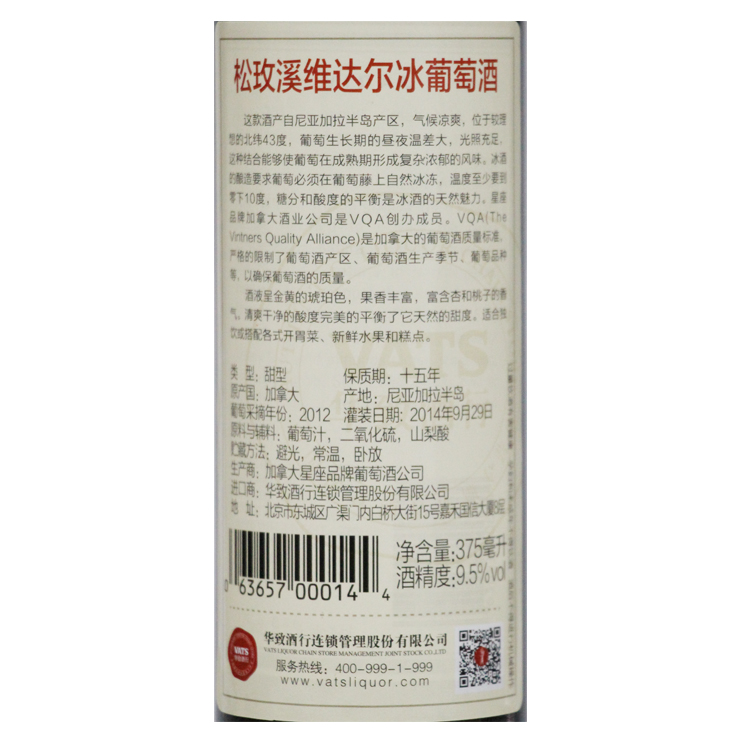 松玫溪维达尔冰葡萄酒
这款酒产自尼亚加拉半岛产区，气候凉爽，位于较理
想的北纬43度，葡萄生长期的昼夜温差大，光照充足，
这种结合能够使葡萄在成熟期形成复杂浓郁的风味。冰酒
的酿造要求葡萄必须在葡萄藤上自然冰冻，温度至少要到
零下10度，糖分和酸度的平衡是冰酒的天然魅力。星座
品牌加拿大酒业公司是VQA创办成员。VQA(The
Vintners Quality Alliance)是加拿大的葡萄酒质量标准，
严格的限制了葡萄酒产区、葡萄酒生产季节、葡萄品种
等，以确保葡萄酒的质量。
酒液呈金黄的琥珀色，果香丰富，富含杏和桃子的香
气。清爽干净的酸度完美的平衡了它天然的甜度。适合独
饮或搭配各式开胃菜、新鲜水果和糕点。
VATS
类 型：甜型 保质期：十五年
原产国：加拿大 产地：尼亚加拉半岛
葡萄采摘年份：2012 灌装日期：2014年9月29日
原料与辅料：葡萄汁，二氧化硫，山梨酸
贮藏方法：避光，常温，卧放
生产商：加拿大星座品牌葡萄酒公司
进口商：华致酒行连锁管理股份有限公司
地 址：北京市东城区广渠门内白桥大街15号嘉禾国信大厦B层
净含量:375毫升
酒精度:9.5%vol
0 63657 00014 4
VATS
华致酒行连锁管理股份有限公司
VATS LIQUOR CHAIN STORE MANAGEMENT JOINT STOCK CO.,LTD
服务热线：400-999-1-999
www.vatsliquor.com